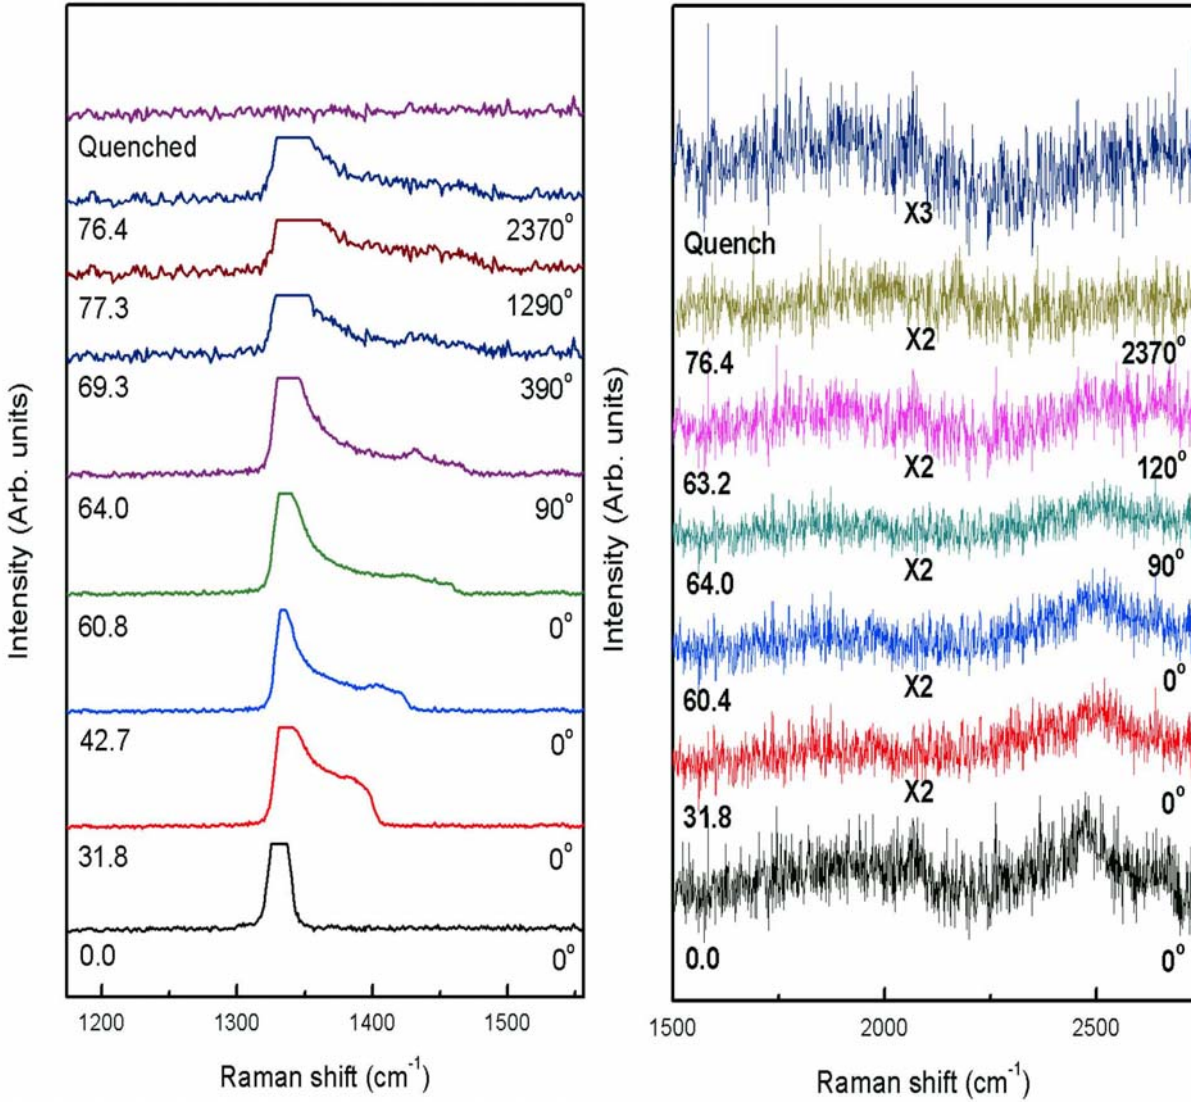 Quenched
76.4 2370°
77.3 1290°
69.3 390°
64.0 90°
60.8 0°
42.7 0°
31.8 0°
0.0 0°
1200 1300 1400 1500
Raman shift (cm⁻¹)
Intensity (Arb. units)
X3
Quench
X2
76.4 2370°
X2
63.2 120°
X2
64.0 90°
X2
60.4 0°
X2
31.8 0°
0.0 0°
1500 2000 2500
Raman shift (cm⁻¹)
Intensity (Arb. units)